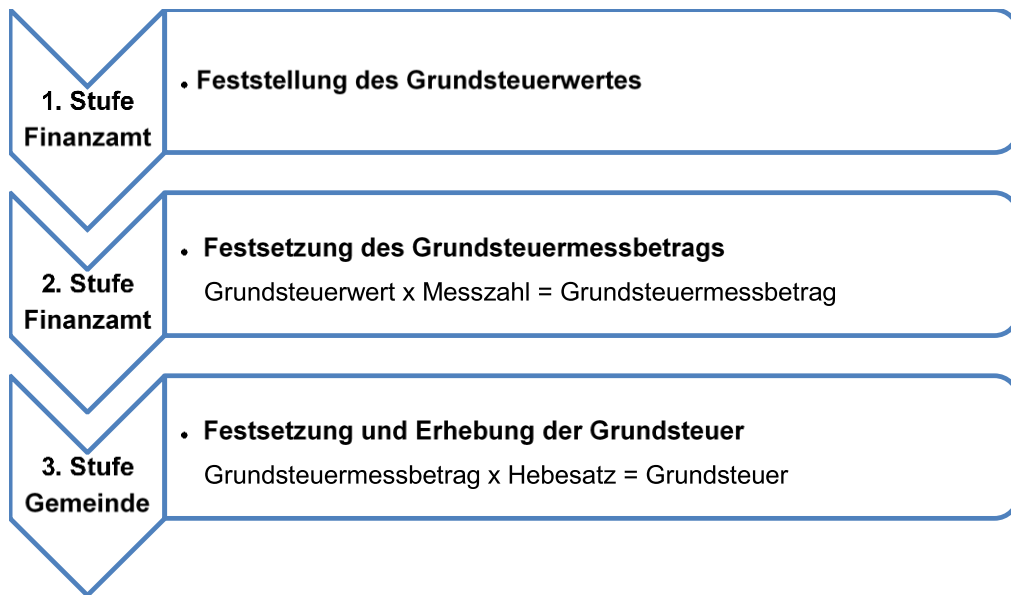 1. Stufe
Finanzamt
• Feststellung des Grundsteuerwertes
2. Stufe
Finanzamt
• Festsetzung des Grundsteuermessbetrags
Grundsteuerwert x Messzahl = Grundsteuermessbetrag
3. Stufe
Gemeinde
• Festsetzung und Erhebung der Grundsteuer
Grundsteuermessbetrag x Hebesatz = Grundsteuer